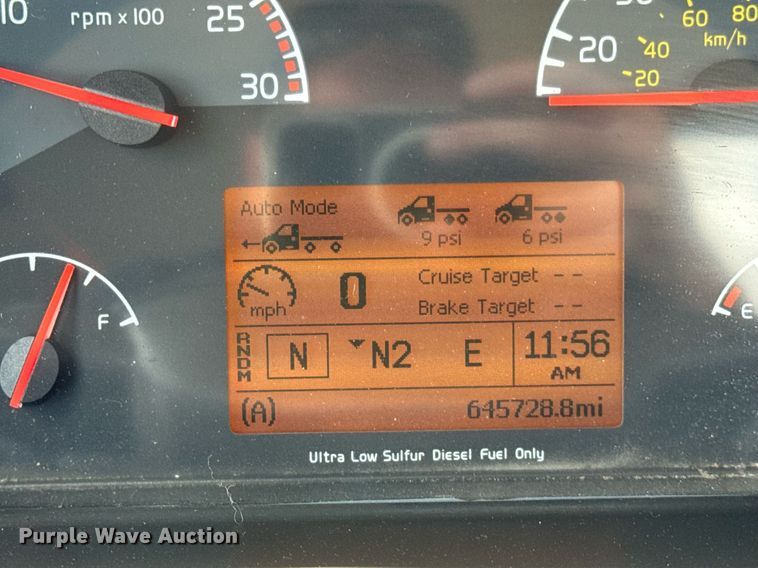 10
rpm x 100
25
30
20
60
80
km/h
40
20
Auto Mode
9 psi
6 psi
mph
0
Cruise Target --
Brake Target --
RNDM
N
N2
E
11:56
AM
(A)
645728.8mi
F
E
Ultra Low Sulfur Diesel Fuel Only
Purple Wave Auction